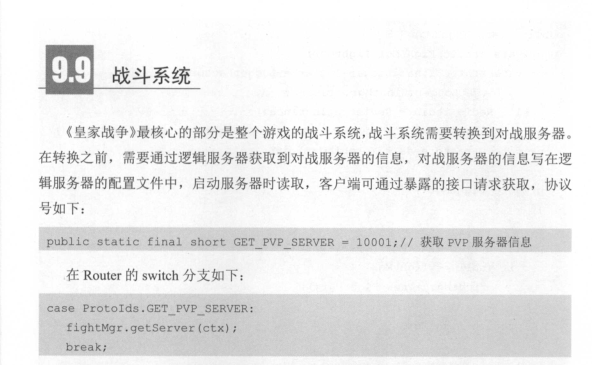 9.9 战斗系统
《皇家战争》最核心的部分是整个游戏的战斗系统,战斗系统需要转换到对战服务器。
在转换之前，需要通过逻辑服务器获取到对战服务器的信息，对战服务器的信息写在逻
辑服务器的配置文件中，启动服务器时读取，客户端可通过暴露的接口请求获取，协议
号如下：
public static final short GET_PVP_SERVER = 10001;// 获取 PVP 服务器信息
在 Router 的 switch 分支如下：
case ProtoIds.GET_PVP_SERVER:
fightMgr.getServer(ctx);
break;